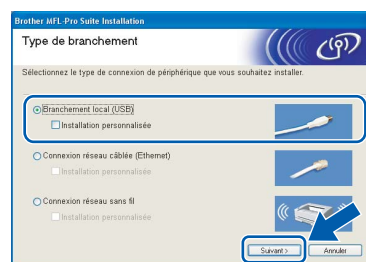 Brother MFL-Pro Suite Installation
Type de branchement
Sélectionnez le type de connexion de périphérique que vous souhaitez installer.
Branchement local (USB)
Installation personnalisée
Connexion réseau câblée (Ethernet)
Installation personnalisée
Connexion réseau sans fil
Installation personnalisée
Suivant >
Annuler